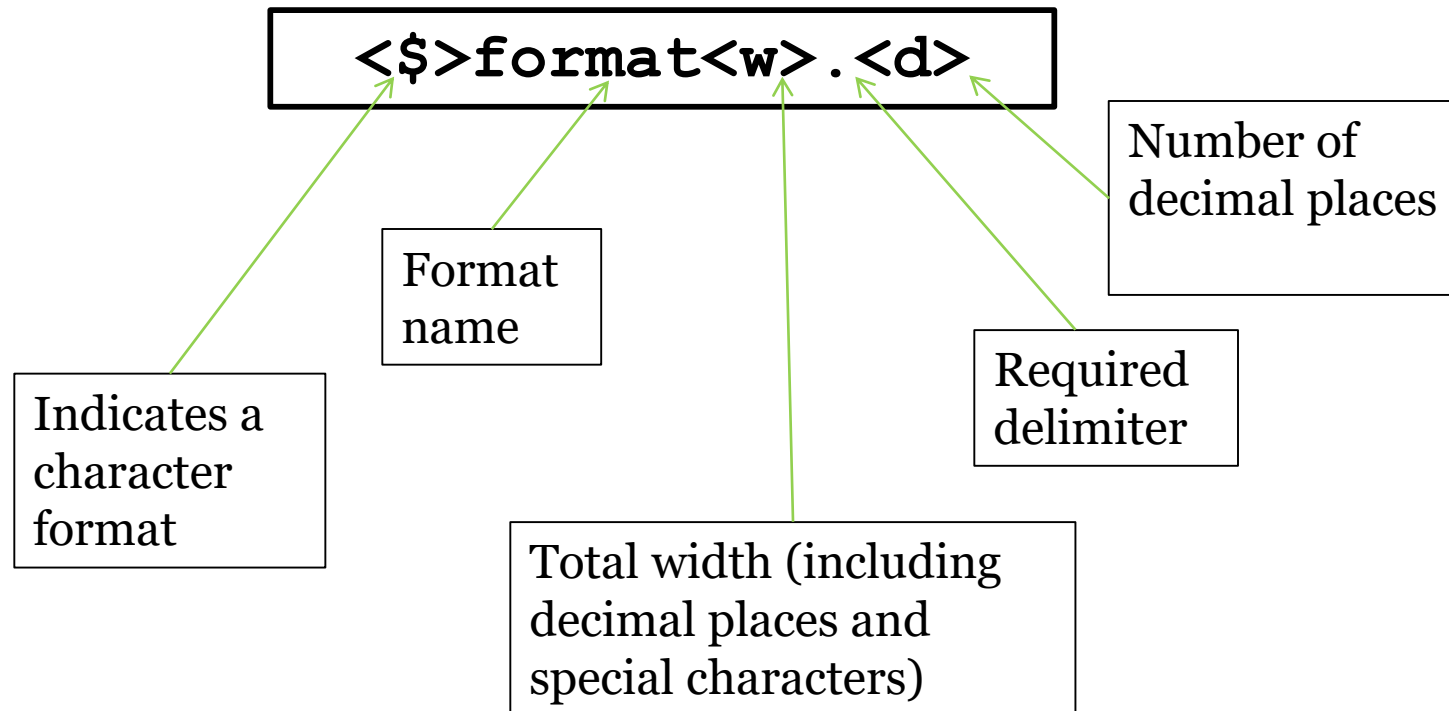 <$>format<w>.<d>
Number of
decimal places
Format
name
Required
delimiter
Indicates a
character
format
Total width (including
decimal places and
special characters)